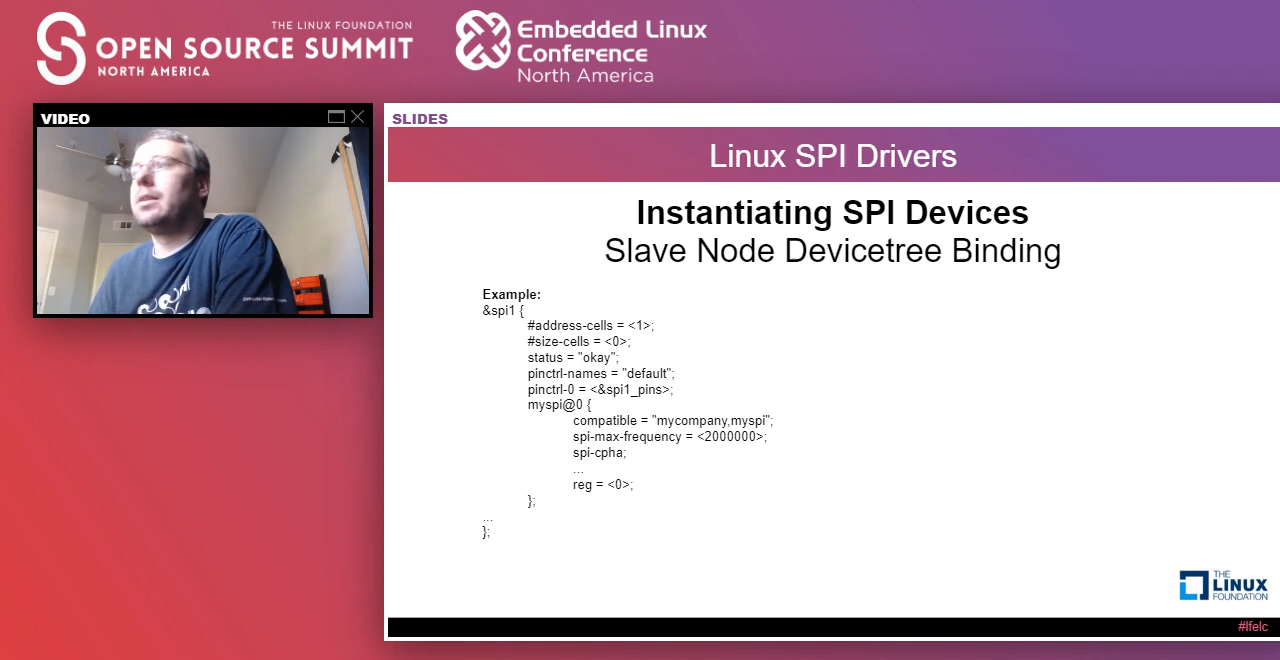 THE LINUX FOUNDATION
OPEN SOURCE SUMMIT
NORTH AMERICA
Embedded Linux
Conference
North America
VIDEO
SLIDES
Linux SPI Drivers
Instantiating SPI Devices
Slave Node Devicetree Binding
Example:
&spi1 {
#address-cells = <1>;
#size-cells = <0>;
status = "okay";
pinctrl-names = "default";
pinctrl-0 = <&spi1_pins>;
myspi@0 {
compatible = "mycompany,myspi";
spi-max-frequency = <2000000>;
spi-cpha;
...
reg = <0>;
};
...
};
THE
LINUX
FOUNDATION
#lfelc